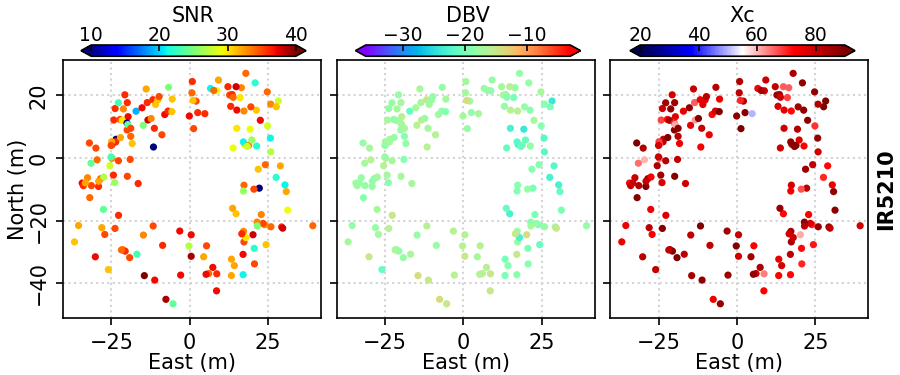 SNR DBV Xc
10 20 30 40 −30 −20 −10 20 40 60 80
20
0
−20
−40
North (m)
−25 0 25 −25 0 25 −25 0 25
East (m) East (m) East (m)
IR5210